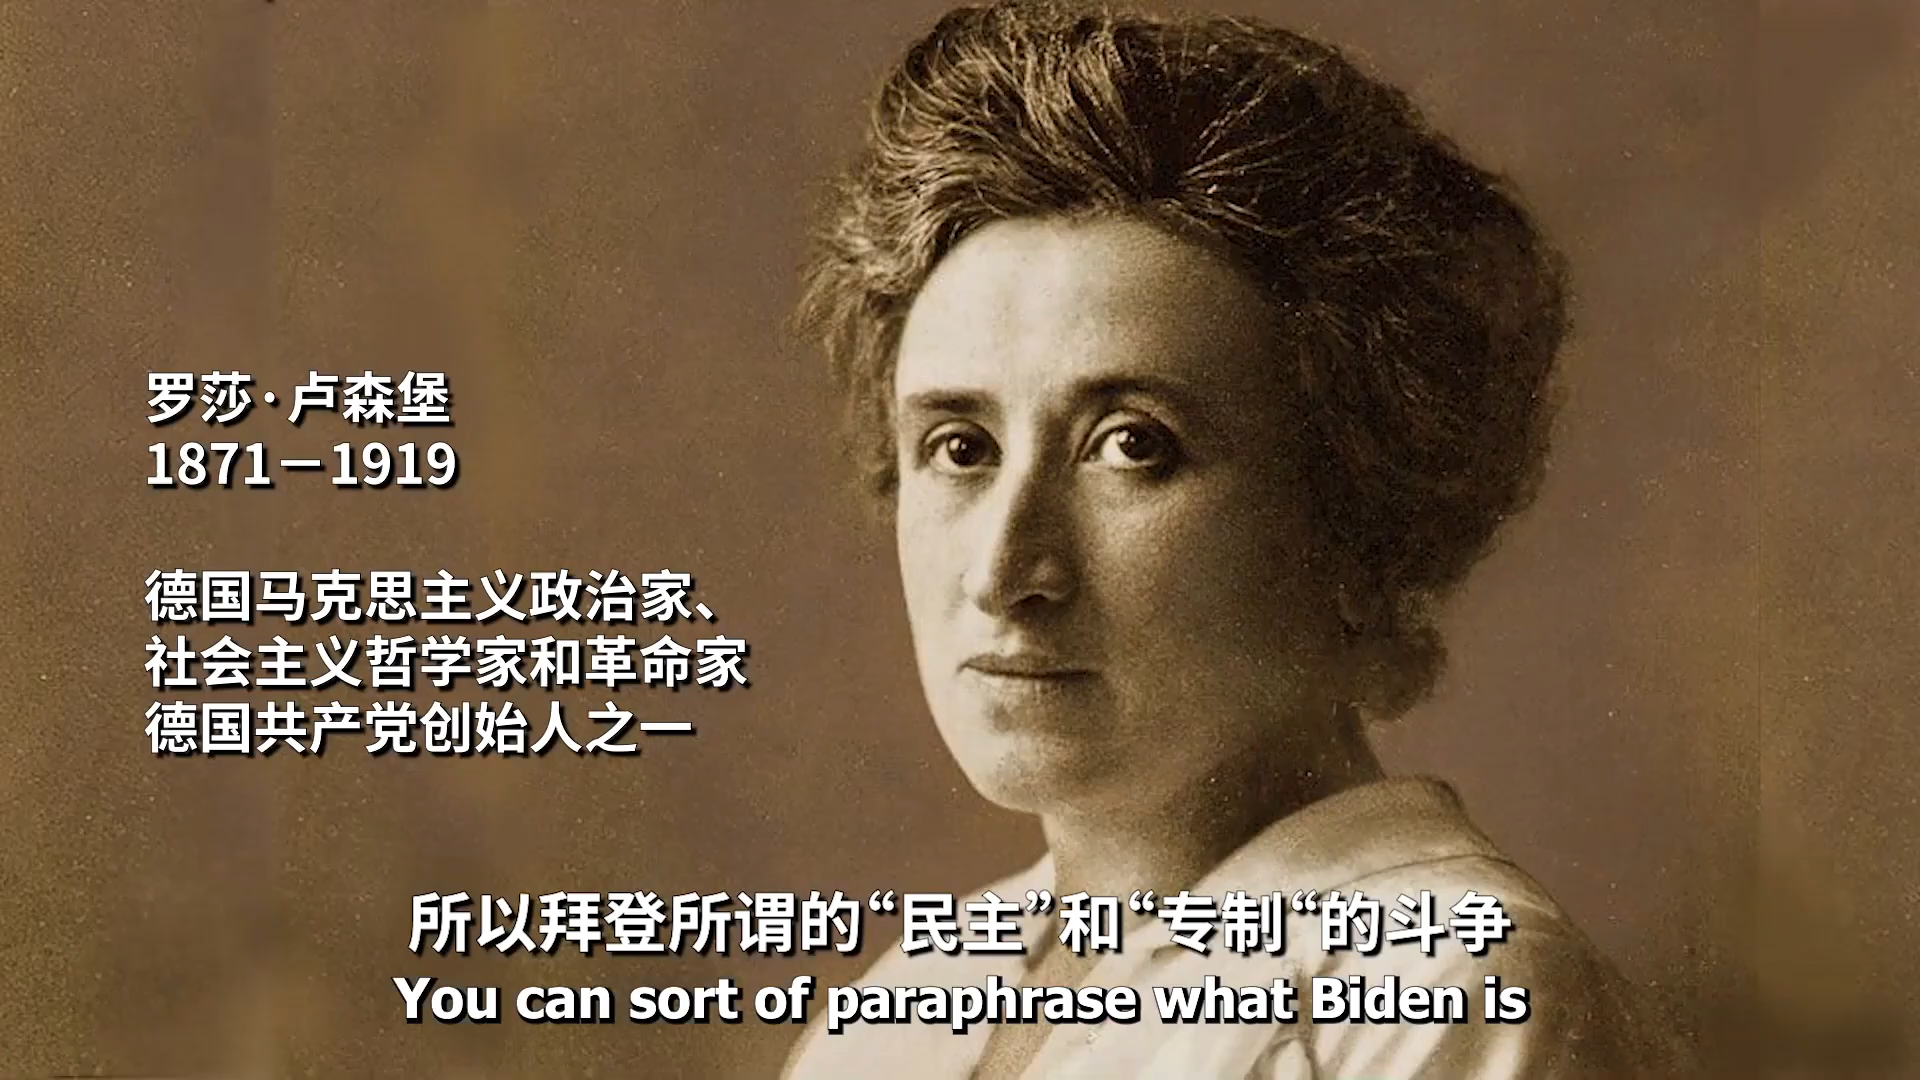 罗莎·卢森堡
1871－1919
德国马克思主义政治家、
社会主义哲学家和革命家
德国共产党创始人之一
所以拜登所谓的“民主”和“专制“的斗争
You can sort of paraphrase what Biden is